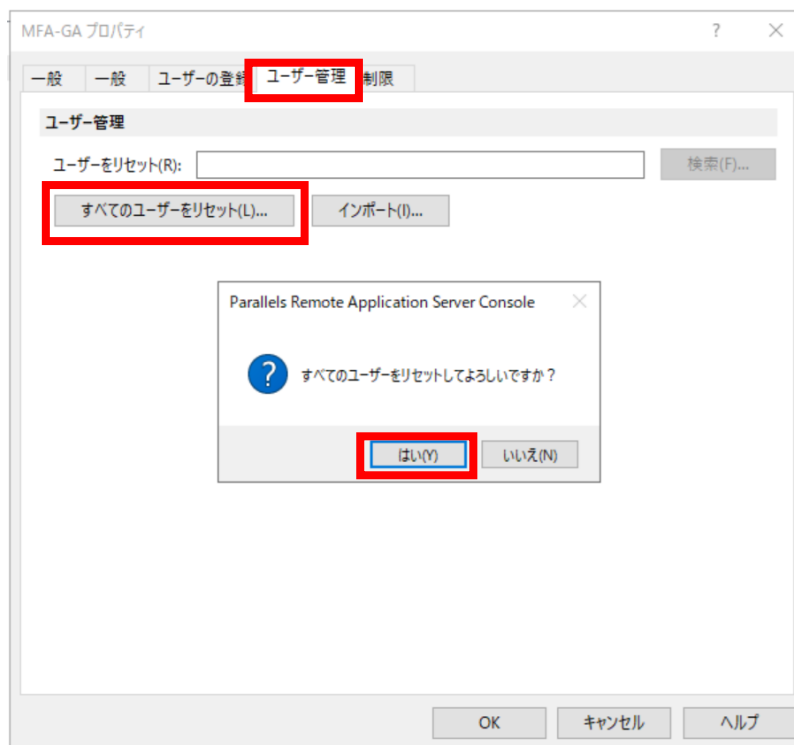 MFA-GA プロパティ
一般 一般 ユーザーの登録 ユーザー管理 制限
ユーザー管理
ユーザーをリセット(R): 検索(F)...
すべてのユーザーをリセット(L)... インポート(I)...
Parallels Remote Application Server Console
すべてのユーザーをリセットしてよろしいですか？
はい(Y) いいえ(N)
OK キャンセル ヘルプ